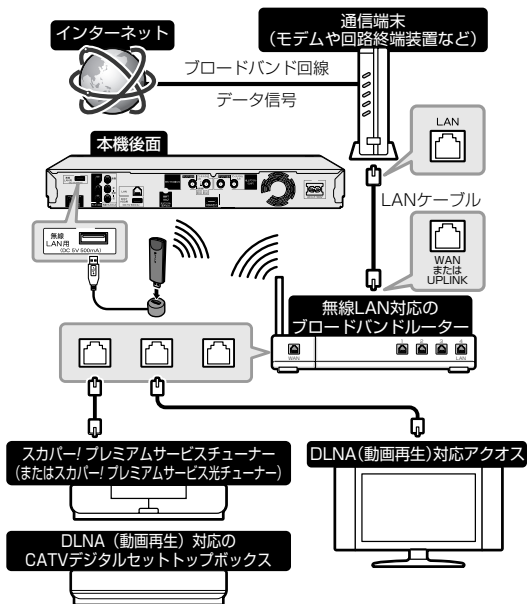 インターネット
通信端末
(モデムや回路終端装置など)
ブロードバンド回線
データ信号
LAN
本機後面
LANケーブル
無線
LAN用
(DC 5V 500mA)
WAN
または
UPLINK
無線LAN対応の
ブロードバンドルーター
WAN
1 2 3 4
LAN
スカパー! プレミアムサービスチューナー
(またはスカパー! プレミアムサービス光チューナー)
DLNA(動画再生)対応アクオス
DLNA(動画再生)対応の
CATVデジタルセットトップボックス